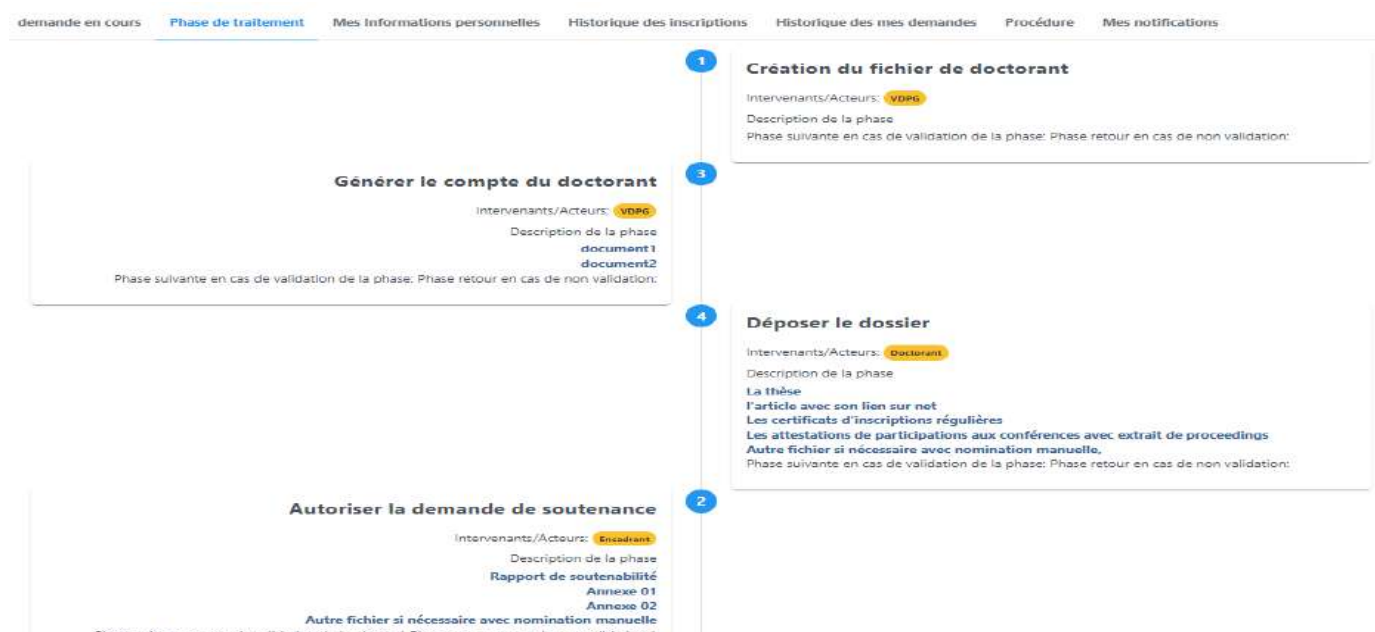 demande en cours Phase de traitement Mes Informations personnelles Historique des inscriptions Historique des mes demandes Procédure Mes notifications
1
Création du fichier de doctorant
Intervenants/Acteurs: VDPG
Description de la phase
Phase suivante en cas de validation de la phase: Phase retour en cas de non validation:
3
Générer le compte du doctorant
Intervenants/Acteurs: VDPG
Description de la phase
document1
document2
Phase suivante en cas de validation de la phase: Phase retour en cas de non validation:
4
Déposer le dossier
Intervenants/Acteurs: Doctorant
Description de la phase
La thèse
l'article avec son lien sur net
Les certificats d'inscriptions régulières
Les attestations de participations aux conférences avec extrait de proceedings
Autre fichier si nécessaire avec nomination manuelle,
Phase suivante en cas de validation de la phase: Phase retour en cas de non validation:
2
Autoriser la demande de soutenance
Intervenants/Acteurs: Encadrant
Description de la phase
Rapport de soutenabilité
Annexe 01
Annexe 02
Autre fichier si nécessaire avec nomination manuelle